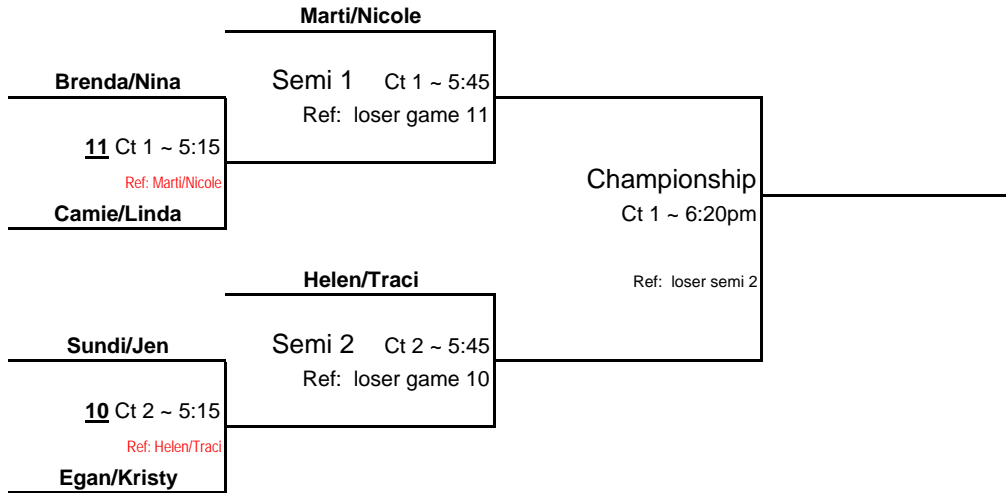 Marti/Nicole
Brenda/Nina
Semi 1 Ct 1 ~ 5:45
Ref: loser game 11
11 Ct 1 ~ 5:15
Ref: Marti/Nicole
Camie/Linda
Championship
Ct 1 ~ 6:20pm
Ref: loser semi 2
Helen/Traci
Sundi/Jen
Semi 2 Ct 2 ~ 5:45
Ref: loser game 10
10 Ct 2 ~ 5:15
Ref: Helen/Traci
Egan/Kristy